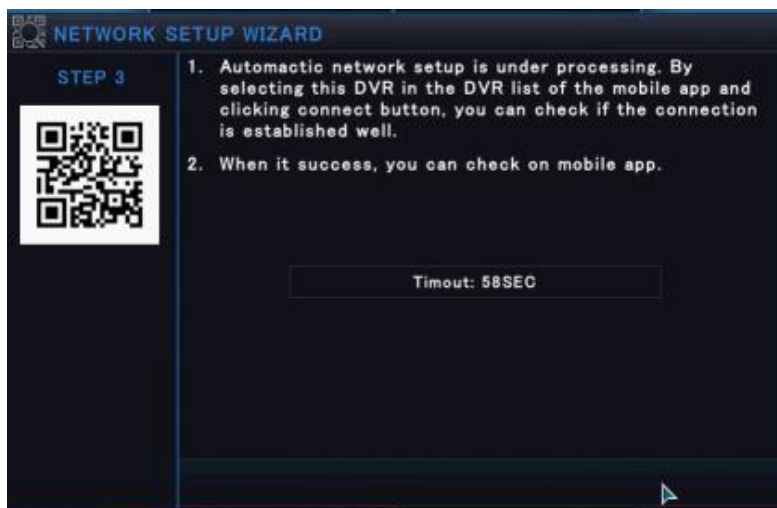 NETWORK SETUP WIZARD
STEP 3
1. Automactic network setup is under processing. By
selecting this DVR in the DVR list of the mobile app and
clicking connect button, you can check if the connection
is established well.
2. When it success, you can check on mobile app.
Timout: 58SEC